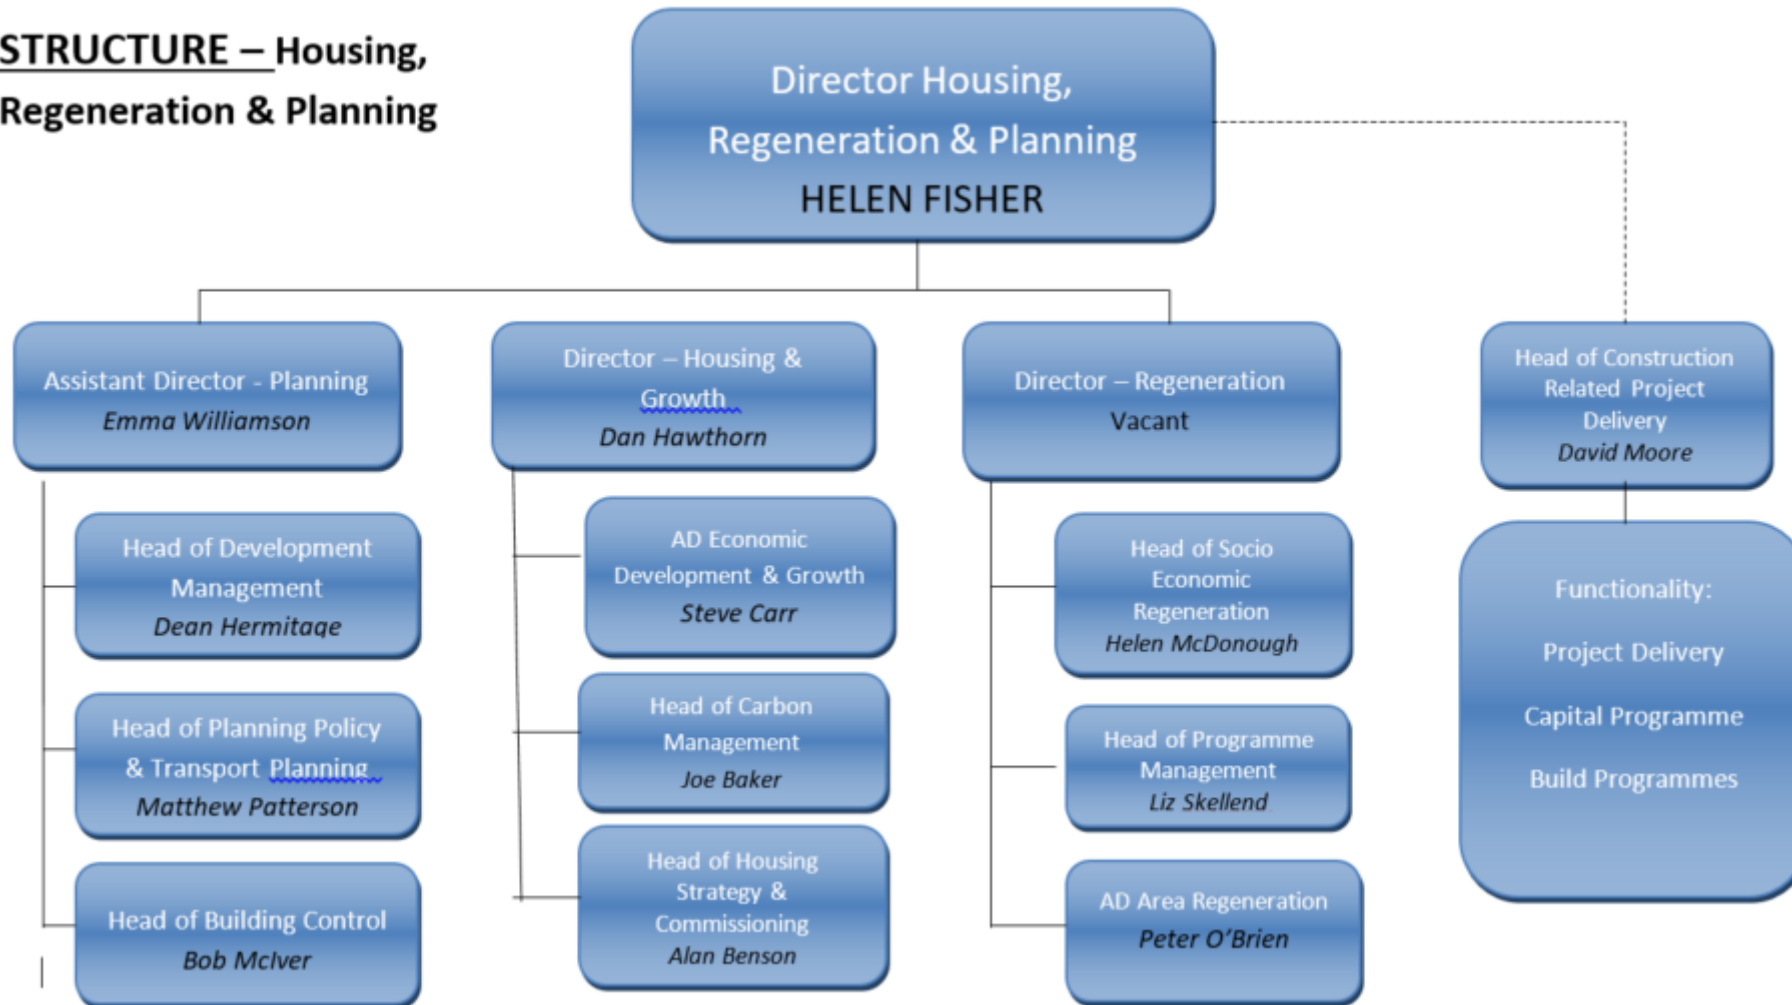 STRUCTURE – Housing,
Regeneration & Planning
Director Housing,
Regeneration & Planning
HELEN FISHER
Assistant Director - Planning
Emma Williamson
Director – Housing &
Growth
Dan Hawthorn
Director – Regeneration
Vacant
Head of Construction
Related Project
Delivery
David Moore
Head of Development
Management
Dean Hermitage
Head of Planning Policy
& Transport Planning
Matthew Patterson
Head of Building Control
Bob McIver
AD Economic
Development & Growth
Steve Carr
Head of Carbon
Management
Joe Baker
Head of Housing
Strategy &
Commissioning
Alan Benson
Head of Socio
Economic
Regeneration
Helen McDonough
Head of Programme
Management
Liz Skellend
AD Area Regeneration
Peter O'Brien
Functionality:
Project Delivery
Capital Programme
Build Programmes